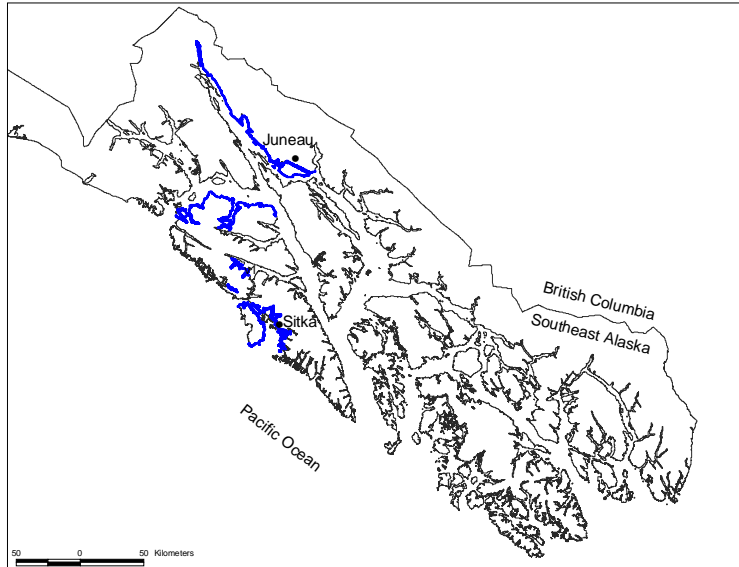 Juneau
British Columbia
Southeast Alaska
Sitka
Pacific Ocean
50 0 50 Kilometers